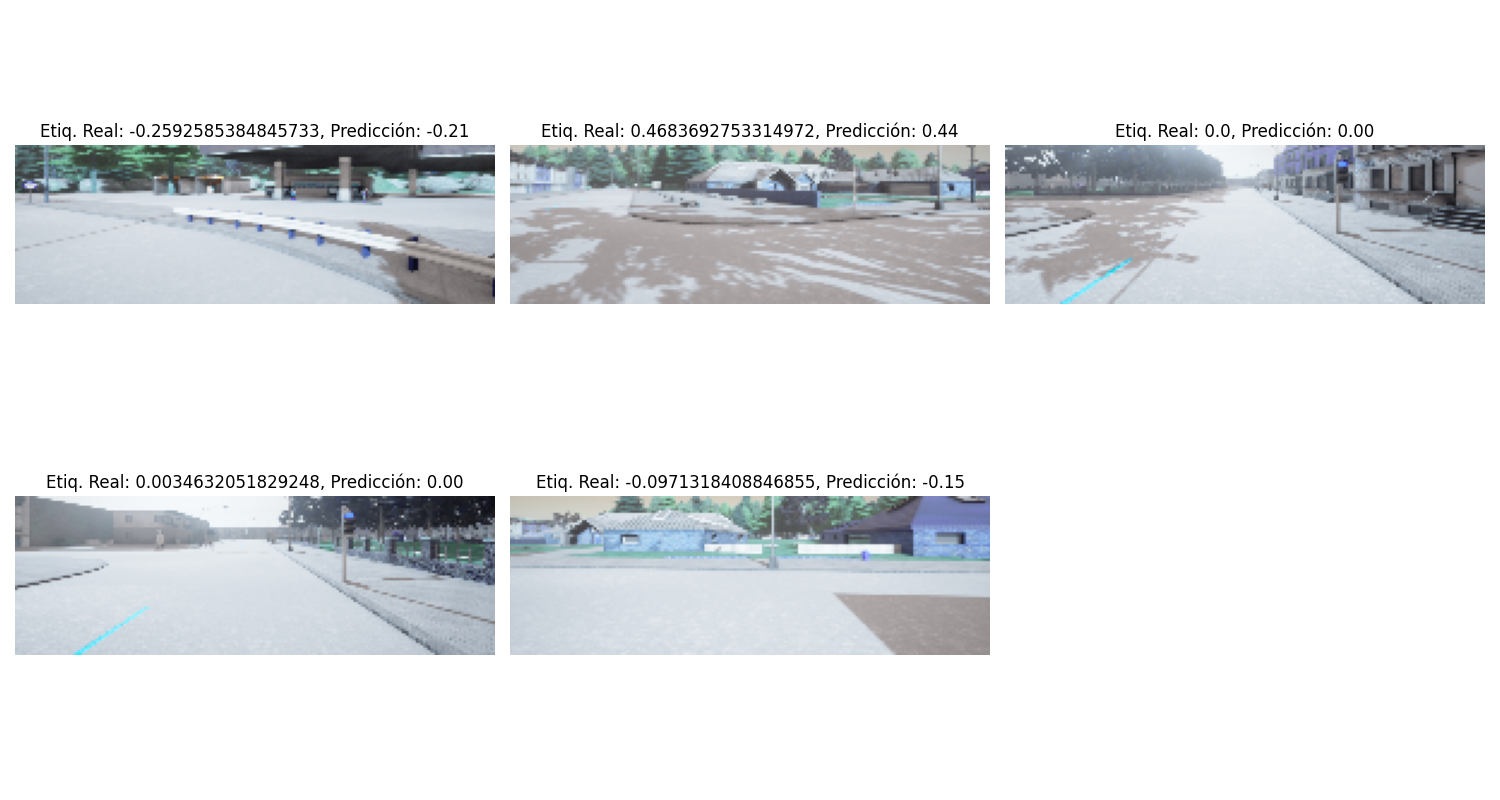 Etiq. Real: -0.2592585384845733, Predicción: -0.21
Etiq. Real: 0.4683692753314972, Predicción: 0.44
Etiq. Real: 0.0, Predicción: 0.00
Etiq. Real: 0.0034632051829248, Predicción: 0.00
Etiq. Real: -0.0971318408846855, Predicción: -0.15